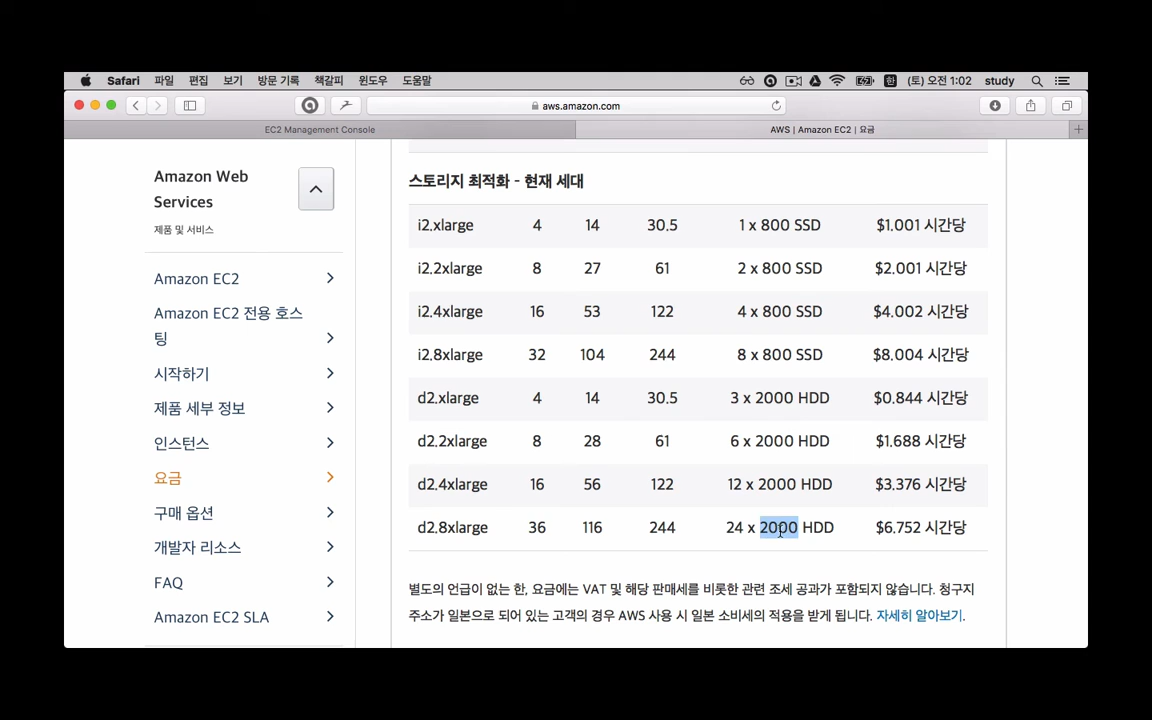 Safari 파일 편집 보기 방문 기록 책갈피 윈도우 도움말 한 (토) 오전 1:02 study
aws.amazon.com
EC2 Management Console AWS | Amazon EC2 | 요금
Amazon Web
Services
제품 및 서비스
Amazon EC2
Amazon EC2 전용 호스
팅
시작하기
제품 세부 정보
인스턴스
요금
구매 옵션
개발자 리소스
FAQ
Amazon EC2 SLA
스토리지 최적화 - 현재 세대
i2.xlarge 4 14 30.5 1 x 800 SSD $1.001 시간당
i2.2xlarge 8 27 61 2 x 800 SSD $2.001 시간당
i2.4xlarge 16 53 122 4 x 800 SSD $4.002 시간당
i2.8xlarge 32 104 244 8 x 800 SSD $8.004 시간당
d2.xlarge 4 14 30.5 3 x 2000 HDD $0.844 시간당
d2.2xlarge 8 28 61 6 x 2000 HDD $1.688 시간당
d2.4xlarge 16 56 122 12 x 2000 HDD $3.376 시간당
d2.8xlarge 36 116 244 24 x 2000 HDD $6.752 시간당
별도의 언급이 없는 한, 요금에는 VAT 및 해당 판매세를 비롯한 관련 조세 공과가 포함되지 않습니다. 청구지
주소가 일본으로 되어 있는 고객의 경우 AWS 사용 시 일본 소비세의 적용을 받게 됩니다. 자세히 알아보기.